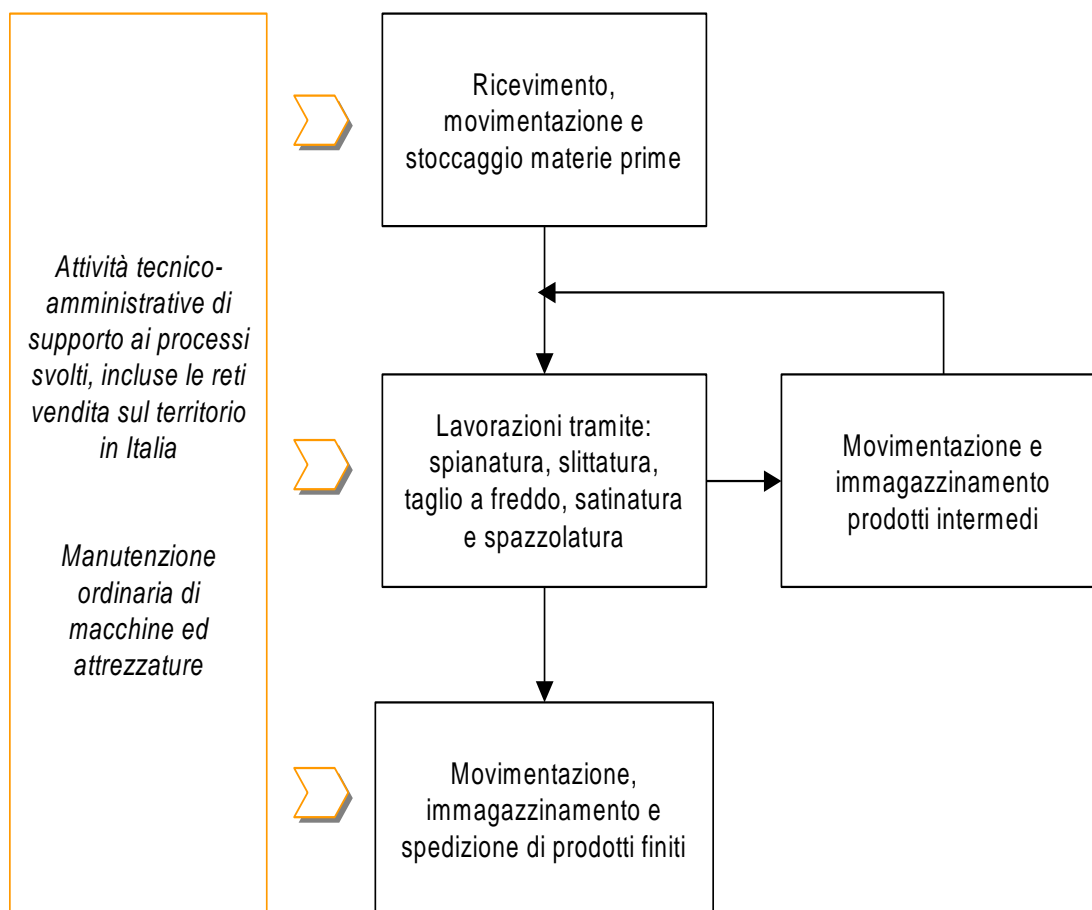 Attività tecnico-
amministrative di
supporto ai processi
svolti, incluse le reti
vendita sul territorio
in Italia
Manutenzione
ordinaria di
macchine ed
attrezzature
Ricevimento,
movimentazione e
stoccaggio materie prime
Lavorazioni tramite:
spianatura, slittatura,
taglio a freddo, satinatura
e spazzolatura
Movimentazione e
immagazzinamento
prodotti intermedi
Movimentazione,
immagazzinamento e
spedizione di prodotti finiti